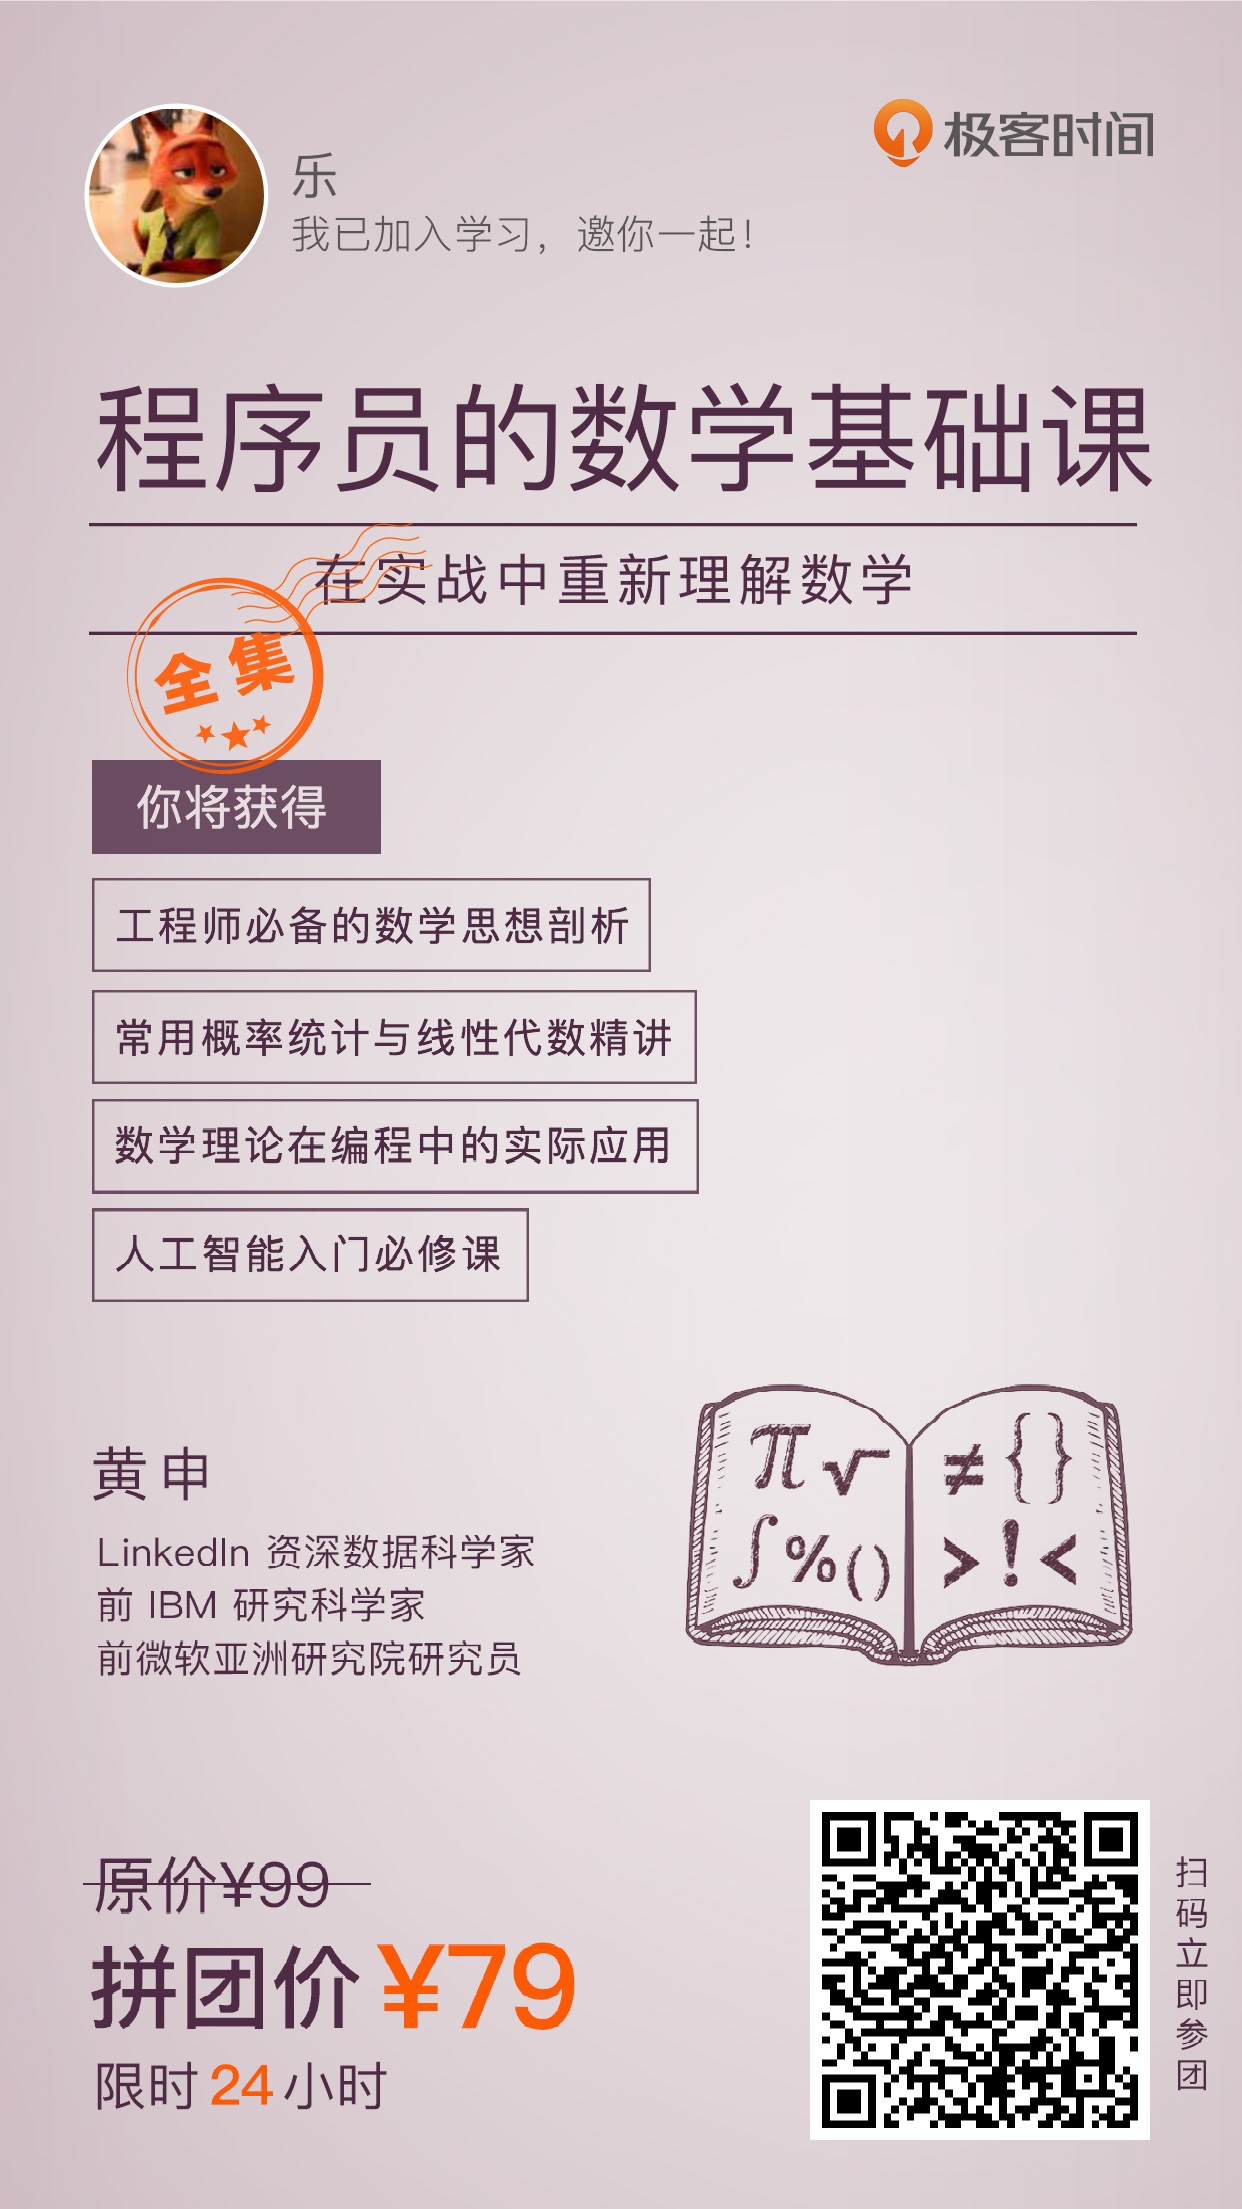 极客时间
乐
我已加入学习，邀你一起！
程序员的数学基础课
在实战中重新理解数学
全集
你将获得
工程师必备的数学思想剖析
常用概率统计与线性代数精讲
数学理论在编程中的实际应用
人工智能入门必修课
π√
≠{}
∫%()
>!<
黄申
LinkedIn 资深数据科学家
前 IBM 研究科学家
前微软亚洲研究院研究员
原价¥99
拼团价 ¥79
限时 24 小时
扫码立即参团